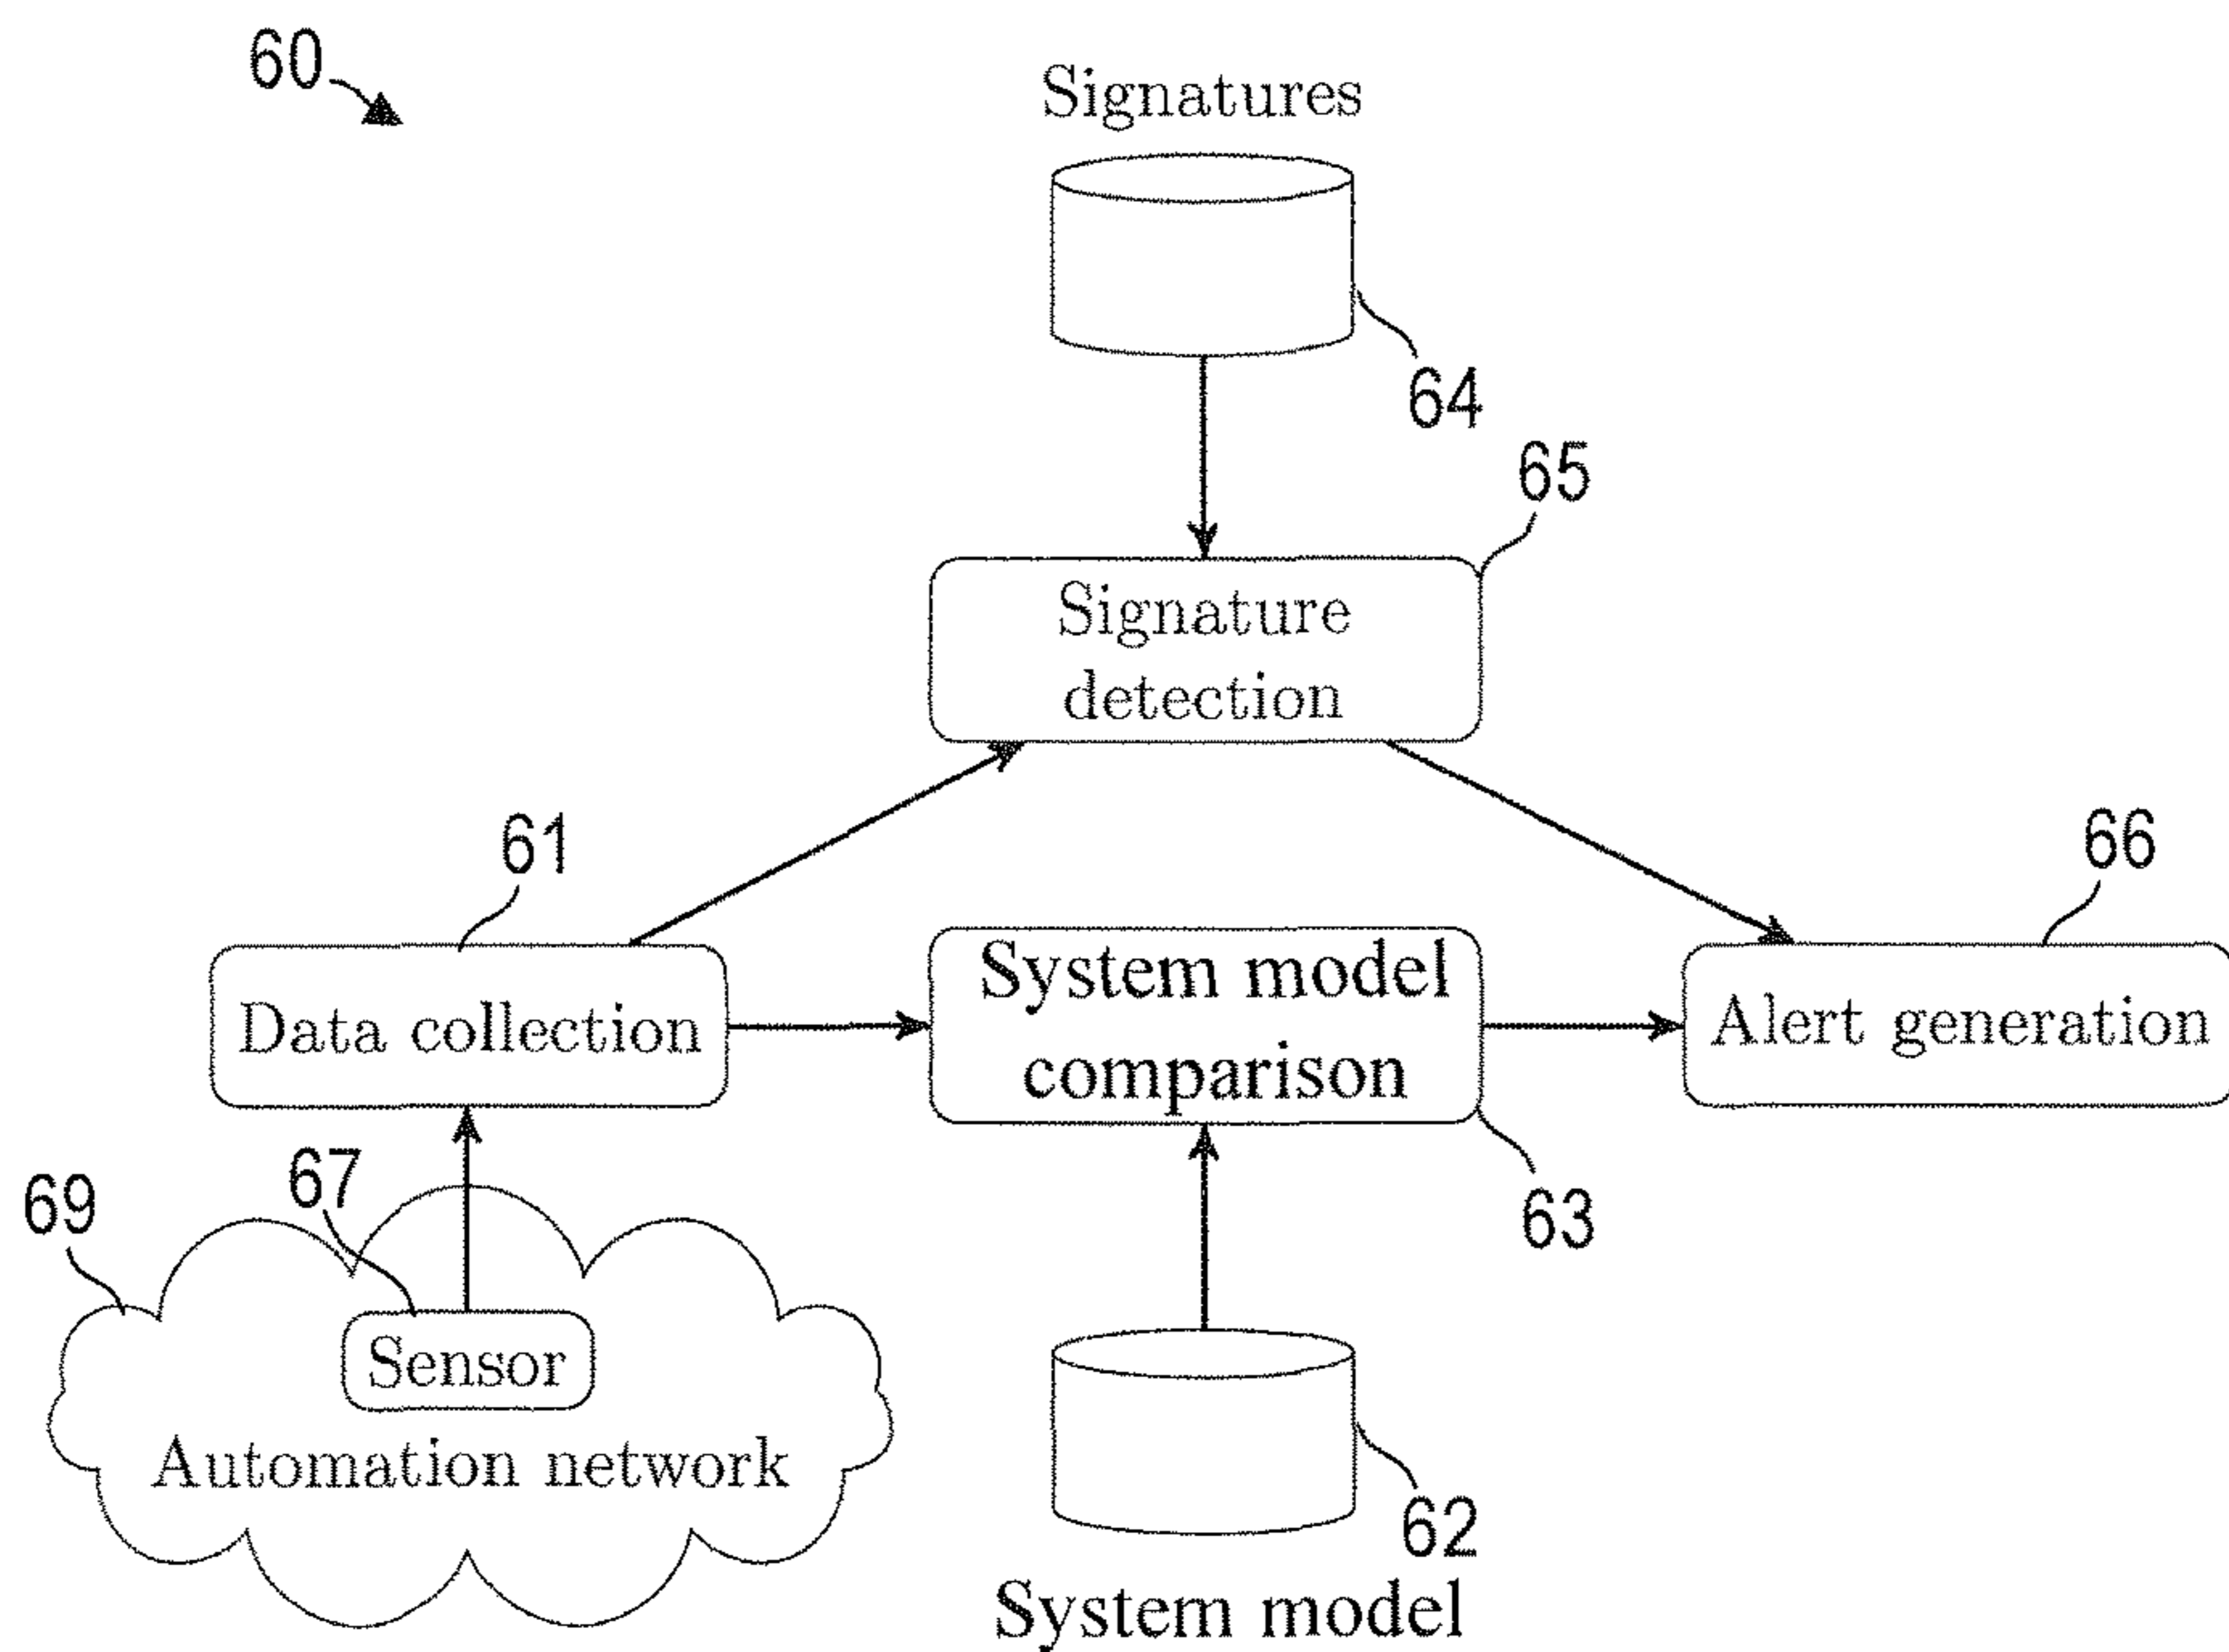 60
Signatures
64
65
Signature
detection
61
66
Data collection
System model
comparison
Alert generation
67
69
63
Sensor
Automation network
62
System model